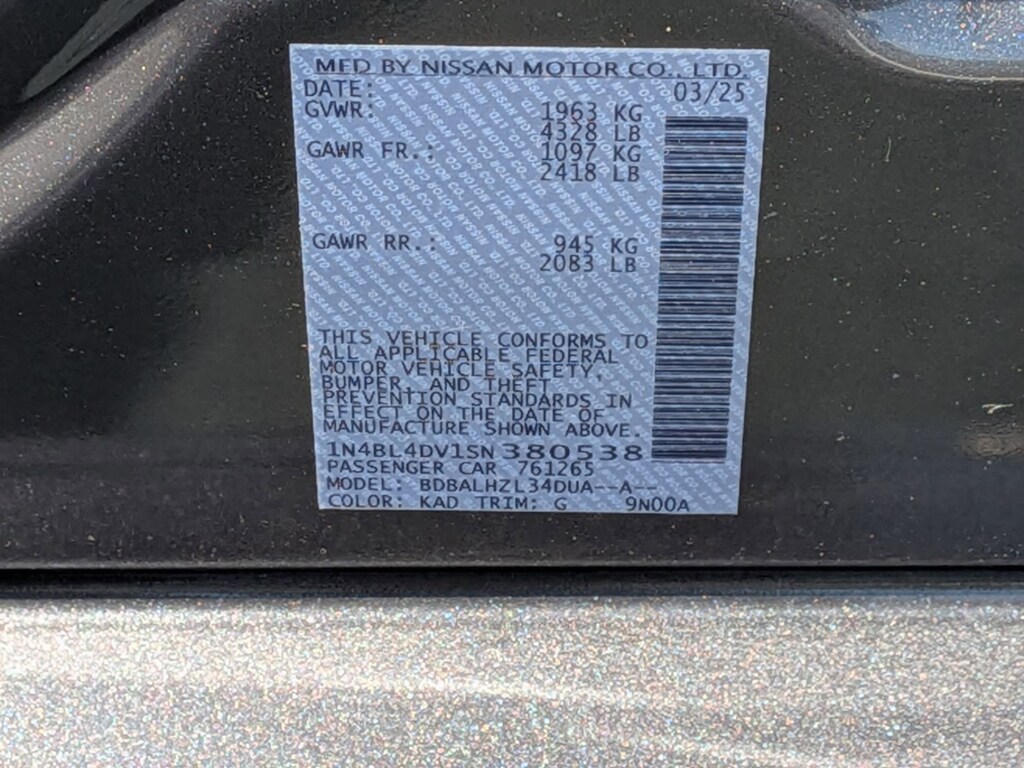 MFD BY NISSAN MOTOR CO., LTD.
DATE: 03/25
GVWR: 1963 KG
4328 LB
GAWR FR.: 1097 KG
2418 LB
GAWR RR.: 945 KG
2083 LB
THIS VEHICLE CONFORMS TO
ALL APPLICABLE FEDERAL
MOTOR VEHICLE SAFETY,
BUMPER, AND THEFT
PREVENTION STANDARDS IN
EFFECT ON THE DATE OF
MANUFACTURE SHOWN ABOVE.
1N4BL4DV1SN380538
PASSENGER CAR 761265
MODEL: BDBALHZL34DUA--A--
COLOR: KAD TRIM: G 9N00A